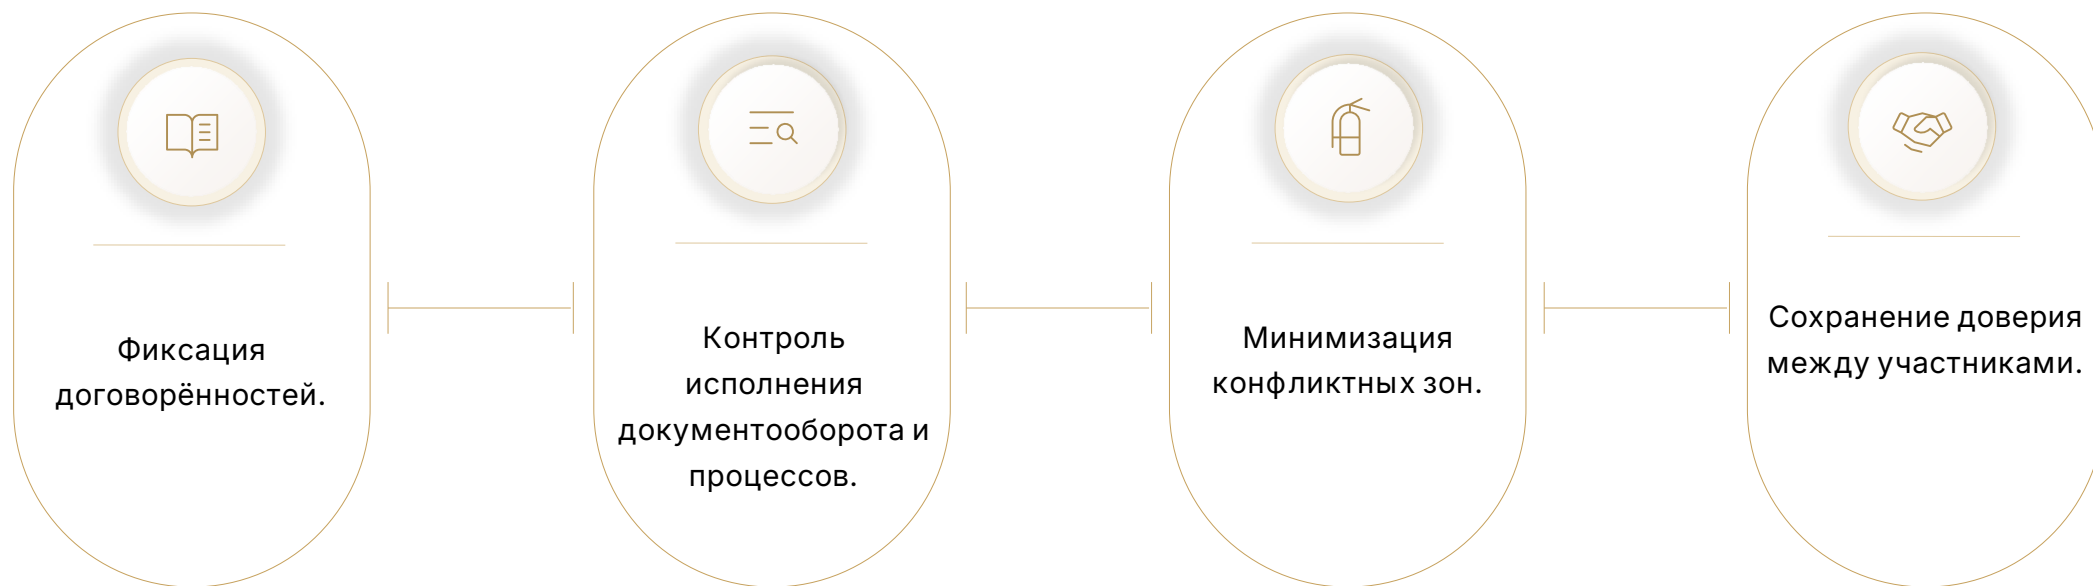 Фиксация
договорённостей.
Контроль
исполнения
документооборота и
процессов.
Минимизация
конфликтных зон.
Сохранение доверия
между участниками.